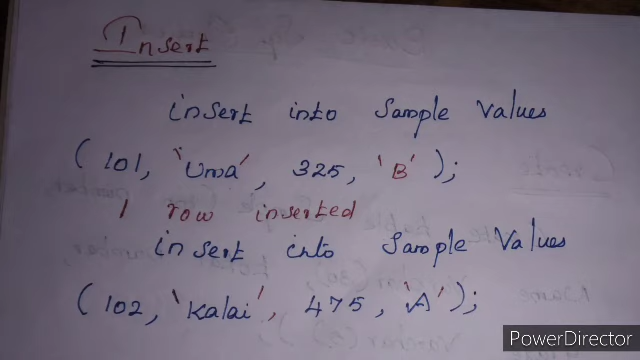 Insert
insert into Sample Values
(101, 'Uma', 325, 'B');
1 row inserted
insert into Sample Values
(102, 'Kalai', 475, 'A');
PowerDirector